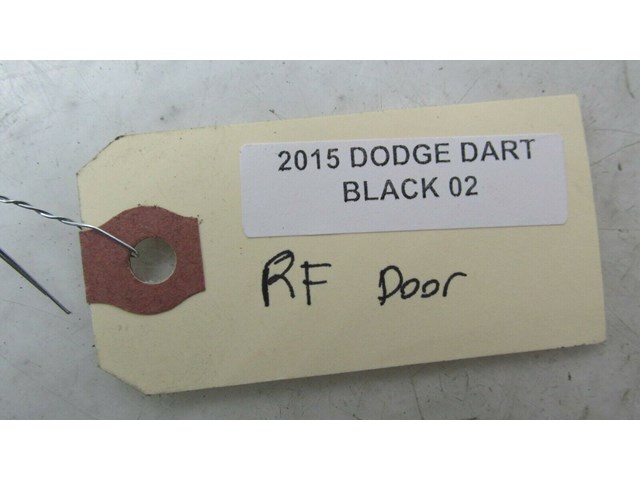 2015 DODGE DART
BLACK 02
RF Door